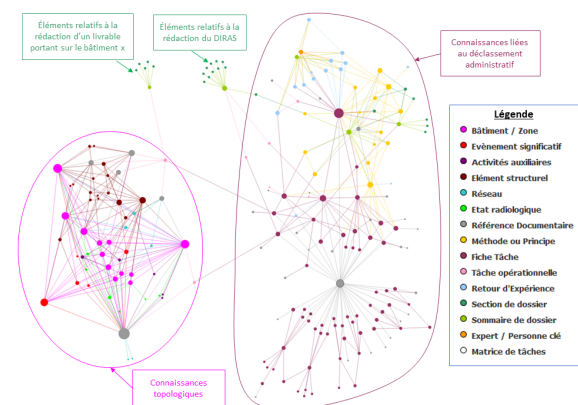 Éléments relatifs à la
rédaction d'un livrable
portant sur le bâtiment x
Éléments relatifs à la
rédaction du DIRAS
Connaissances liées
au déclassement
administratif
Légende
Bâtiment / Zone
Evènement significatif
Activités auxiliaires
Elément structurel
Réseau
Etat radiologique
Référence Documentaire
Méthode ou Principe
Fiche Tâche
Tâche opérationnelle
Retour d'Expérience
Section de dossier
Sommaire de dossier
Expert / Personne clé
Matrice de tâches
Connaissances
topologiques